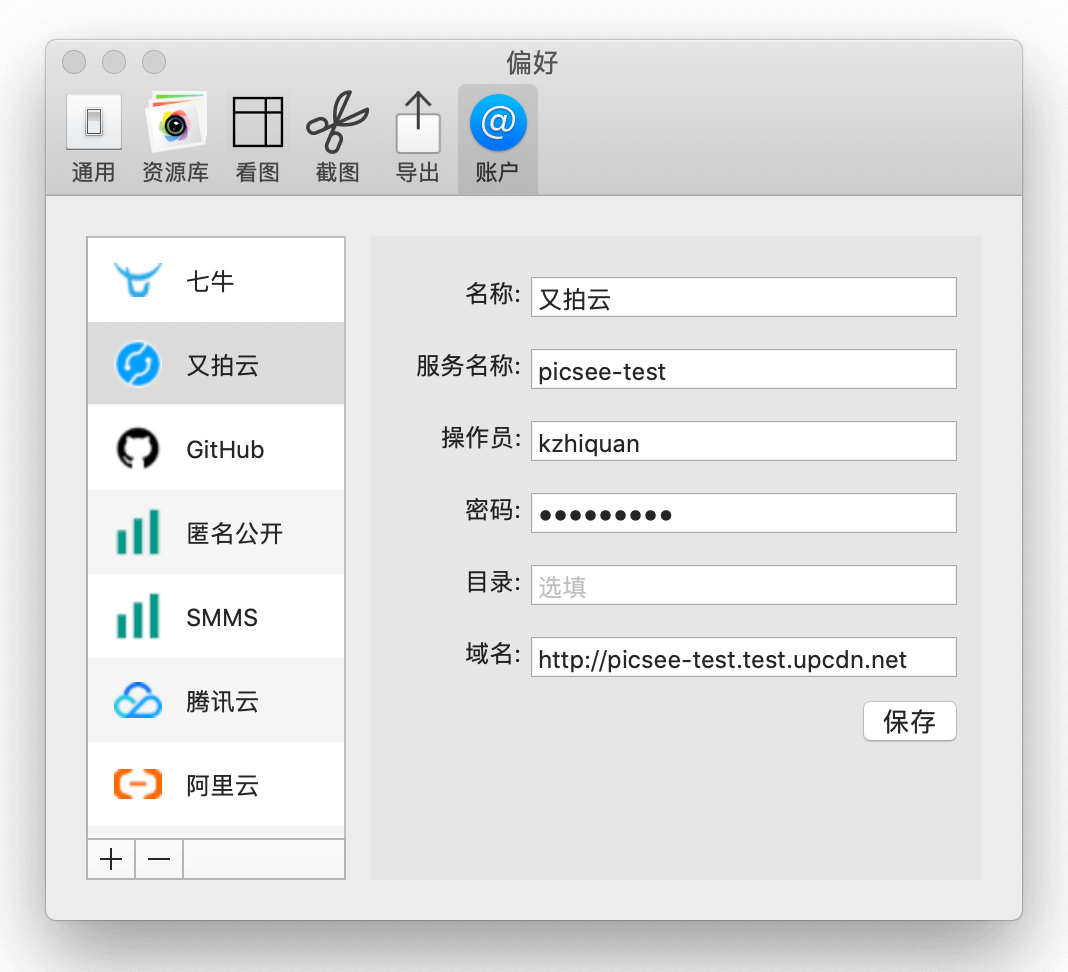 偏好
通用
资源库
看图
截图
导出
@
账户
七牛
又拍云
GitHub
匿名公开
SMMS
腾讯云
阿里云
名称: 又拍云
服务名称: picsee-test
操作员: kzhiquan
密码: ●●●●●●●●●
目录: 选填
域名: http://picsee-test.test.upcdn.net
保存